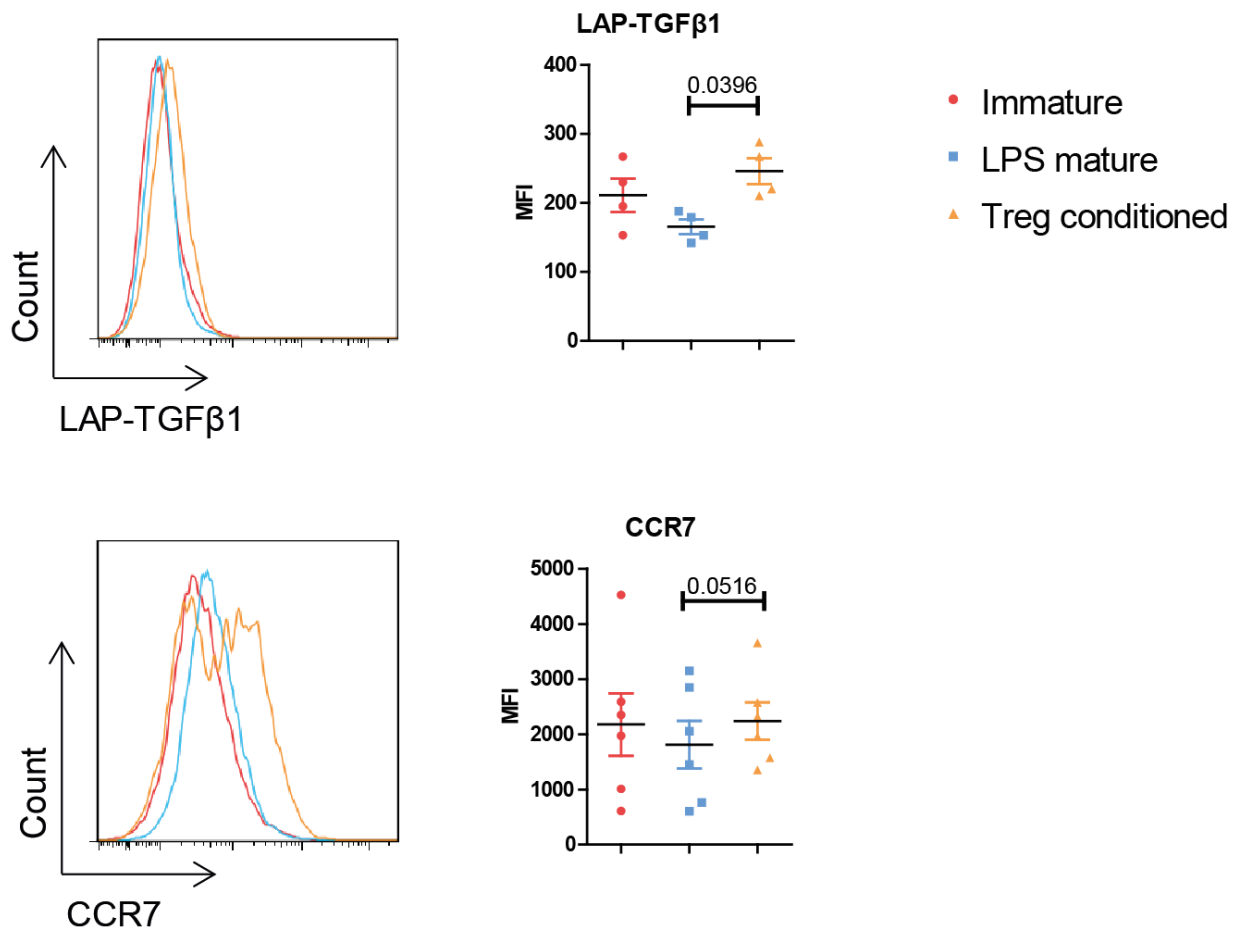 LAP-TGFβ1
400
300
200
100
0
MFI
0.0396
Immature
LPS mature
Treg conditioned
Count
LAP-TGFβ1
CCR7
5000
4000
3000
2000
1000
0
MFI
0.0516
Count
CCR7